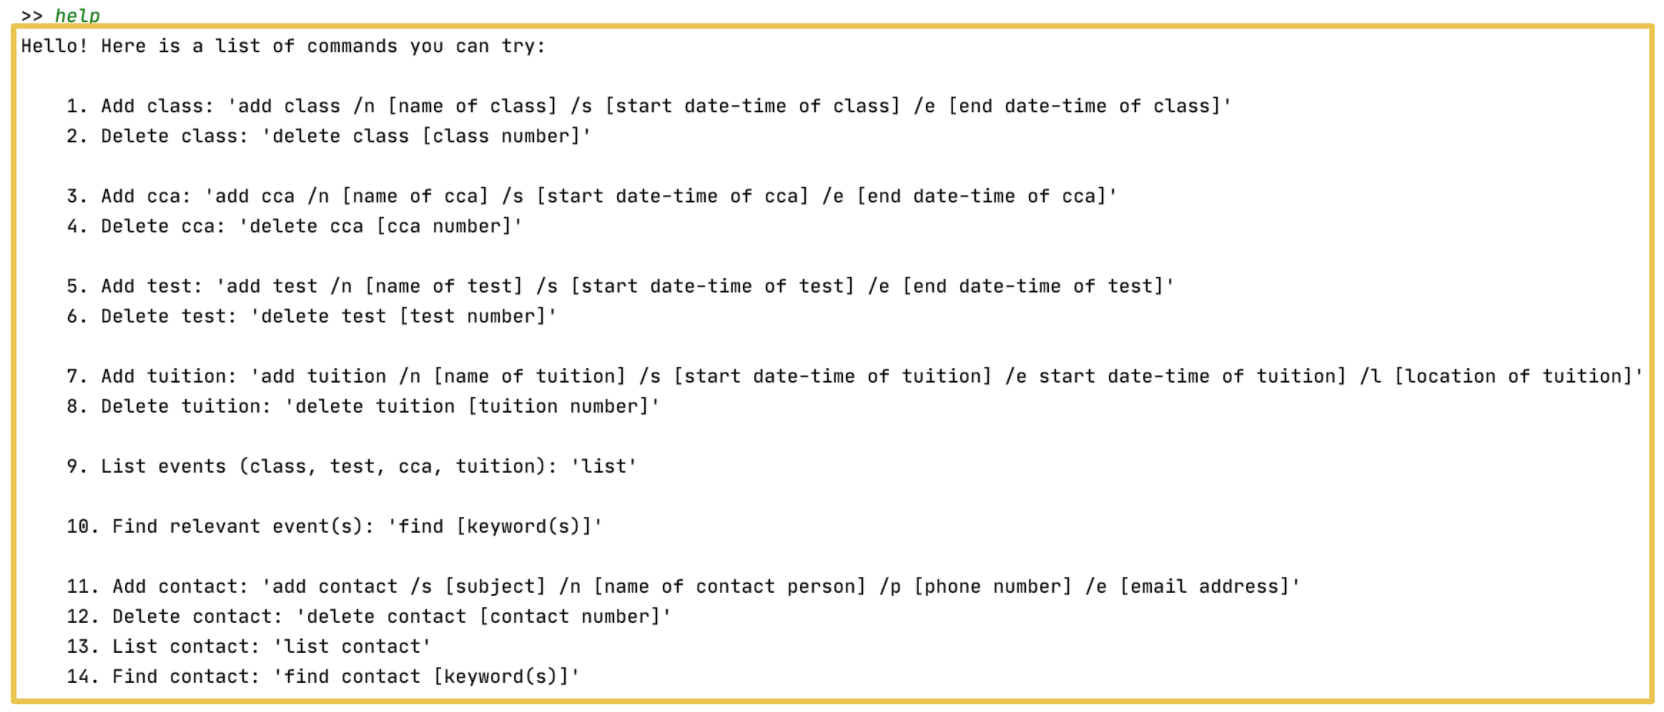 >> help
Hello! Here is a list of commands you can try:
1. Add class: 'add class /n [name of class] /s [start date-time of class] /e [end date-time of class]'
2. Delete class: 'delete class [class number]'
3. Add cca: 'add cca /n [name of cca] /s [start date-time of cca] /e [end date-time of cca]'
4. Delete cca: 'delete cca [cca number]'
5. Add test: 'add test /n [name of test] /s [start date-time of test] /e [end date-time of test]'
6. Delete test: 'delete test [test number]'
7. Add tuition: 'add tuition /n [name of tuition] /s [start date-time of tuition] /e start date-time of tuition] /l [location of tuition]'
8. Delete tuition: 'delete tuition [tuition number]'
9. List events (class, test, cca, tuition): 'list'
10. Find relevant event(s): 'find [keyword(s)]'
11. Add contact: 'add contact /s [subject] /n [name of contact person] /p [phone number] /e [email address]'
12. Delete contact: 'delete contact [contact number]'
13. List contact: 'list contact'
14. Find contact: 'find contact [keyword(s)]'